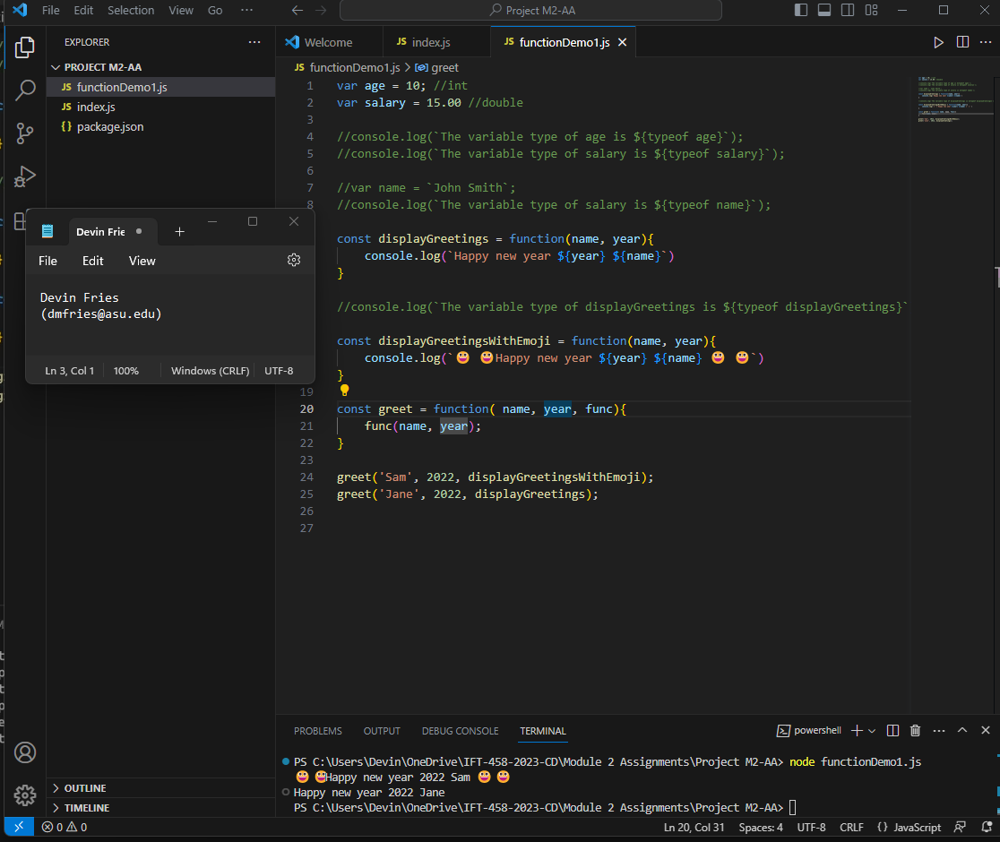 File Edit Selection View Go ··· Project M2-AA
EXPLORER ···
PROJECT M2-AA
JS functionDemo1.js
JS index.js
{} package.json
Welcome JS index.js JS functionDemo1.js
JS functionDemo1.js > greet
1 var age = 10; //int
2 var salary = 15.00 //double
3
4 //console.log(`The variable type of age is ${typeof age}`);
5 //console.log(`The variable type of salary is ${typeof salary}`);
6
7 //var name = `John Smith`;
8 //console.log(`The variable type of salary is ${typeof name}`);
const displayGreetings = function(name, year){
console.log(`Happy new year ${year} ${name}`)
}
//console.log(`The variable type of displayGreetings is ${typeof displayGreetings}`
const displayGreetingsWithEmoji = function(name, year){
console.log(`😀 😀Happy new year ${year} ${name} 😀 😀`)
}
19
20 const greet = function( name, year, func){
21 func(name, year);
22 }
23
24 greet('Sam', 2022, displayGreetingsWithEmoji);
25 greet('Jane', 2022, displayGreetings);
26
27
Devin Frie
File Edit View
Devin Fries
(dmfries@asu.edu)
Ln 3, Col 1 100% Windows (CRLF) UTF-8
PROBLEMS OUTPUT DEBUG CONSOLE TERMINAL powershell
PS C:\Users\Devin\OneDrive\IFT-458-2023-CD\Module 2 Assignments\Project M2-AA> node functionDemo1.js
😀 😀Happy new year 2022 Sam 😀 😀
Happy new year 2022 Jane
PS C:\Users\Devin\OneDrive\IFT-458-2023-CD\Module 2 Assignments\Project M2-AA>
OUTLINE
TIMELINE
0 0 Ln 20, Col 31 Spaces: 4 UTF-8 CRLF {} JavaScript